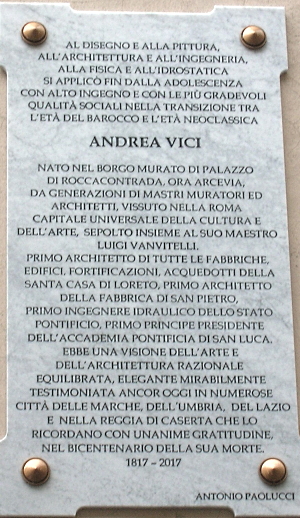 AL DISEGNO E ALLA PITTURA,
ALL'ARCHITETTURA E ALL'INGEGNERIA,
ALLA FISICA E ALL'IDROSTATICA
SI APPLICÒ FIN DALLA ADOLESCENZA
CON ALTO INGEGNO E CON LE PIÙ GRADEVOLI
QUALITÀ SOCIALI NELLA TRANSIZIONE TRA
L'ETÀ DEL BAROCCO E L'ETÀ NEOCLASSICA
ANDREA VICI
NATO NEL BORGO MURATO DI PALAZZO
DI ROCCACONTRADA, ORA ARCEVIA,
DA GENERAZIONI DI MASTRI MURATORI ED
ARCHITETTI, VISSUTO NELLA ROMA
CAPITALE UNIVERSALE DELLA CULTURA E
DELL'ARTE, SEPOLTO INSIEME AL SUO MAESTRO
LUIGI VANVITELLI.
PRIMO ARCHITETTO DI TUTTE LE FABBRICHE,
EDIFICI, FORTIFICAZIONI, ACQUEDOTTI DELLA
SANTA CASA DI LORETO, PRIMO ARCHITETTO
DELLA FABBRICA DI SAN PIETRO,
PRIMO INGEGNERE IDRAULICO DELLO STATO
PONTIFICIO, PRIMO PRINCIPE PRESIDENTE
DELL'ACCADEMIA PONTIFICIA DI SAN LUCA.
EBBE UNA VISIONE DELL'ARTE E
DELL'ARCHITETTURA RAZIONALE
EQUILIBRATA, ELEGANTE MIRABILMENTE
TESTIMONIATA ANCOR OGGI IN NUMEROSE
CITTÀ DELLE MARCHE, DELL'UMBRIA, DEL LAZIO
E NELLA REGGIA DI CASERTA CHE LO
RICORDANO CON UNANIME GRATITUDINE,
NEL BICENTENARIO DELLA SUA MORTE.
1817 - 2017
ANTONIO PAOLUCCI